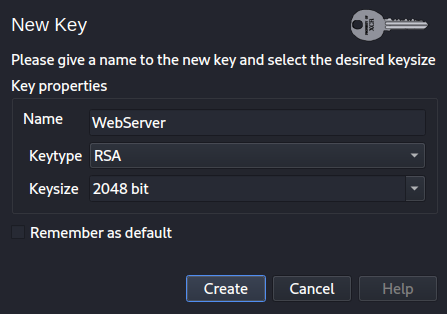 New Key
Please give a name to the new key and select the desired keysize
Key properties
Name WebServer
Keytype RSA
Keysize 2048 bit
Remember as default
Create Cancel Help